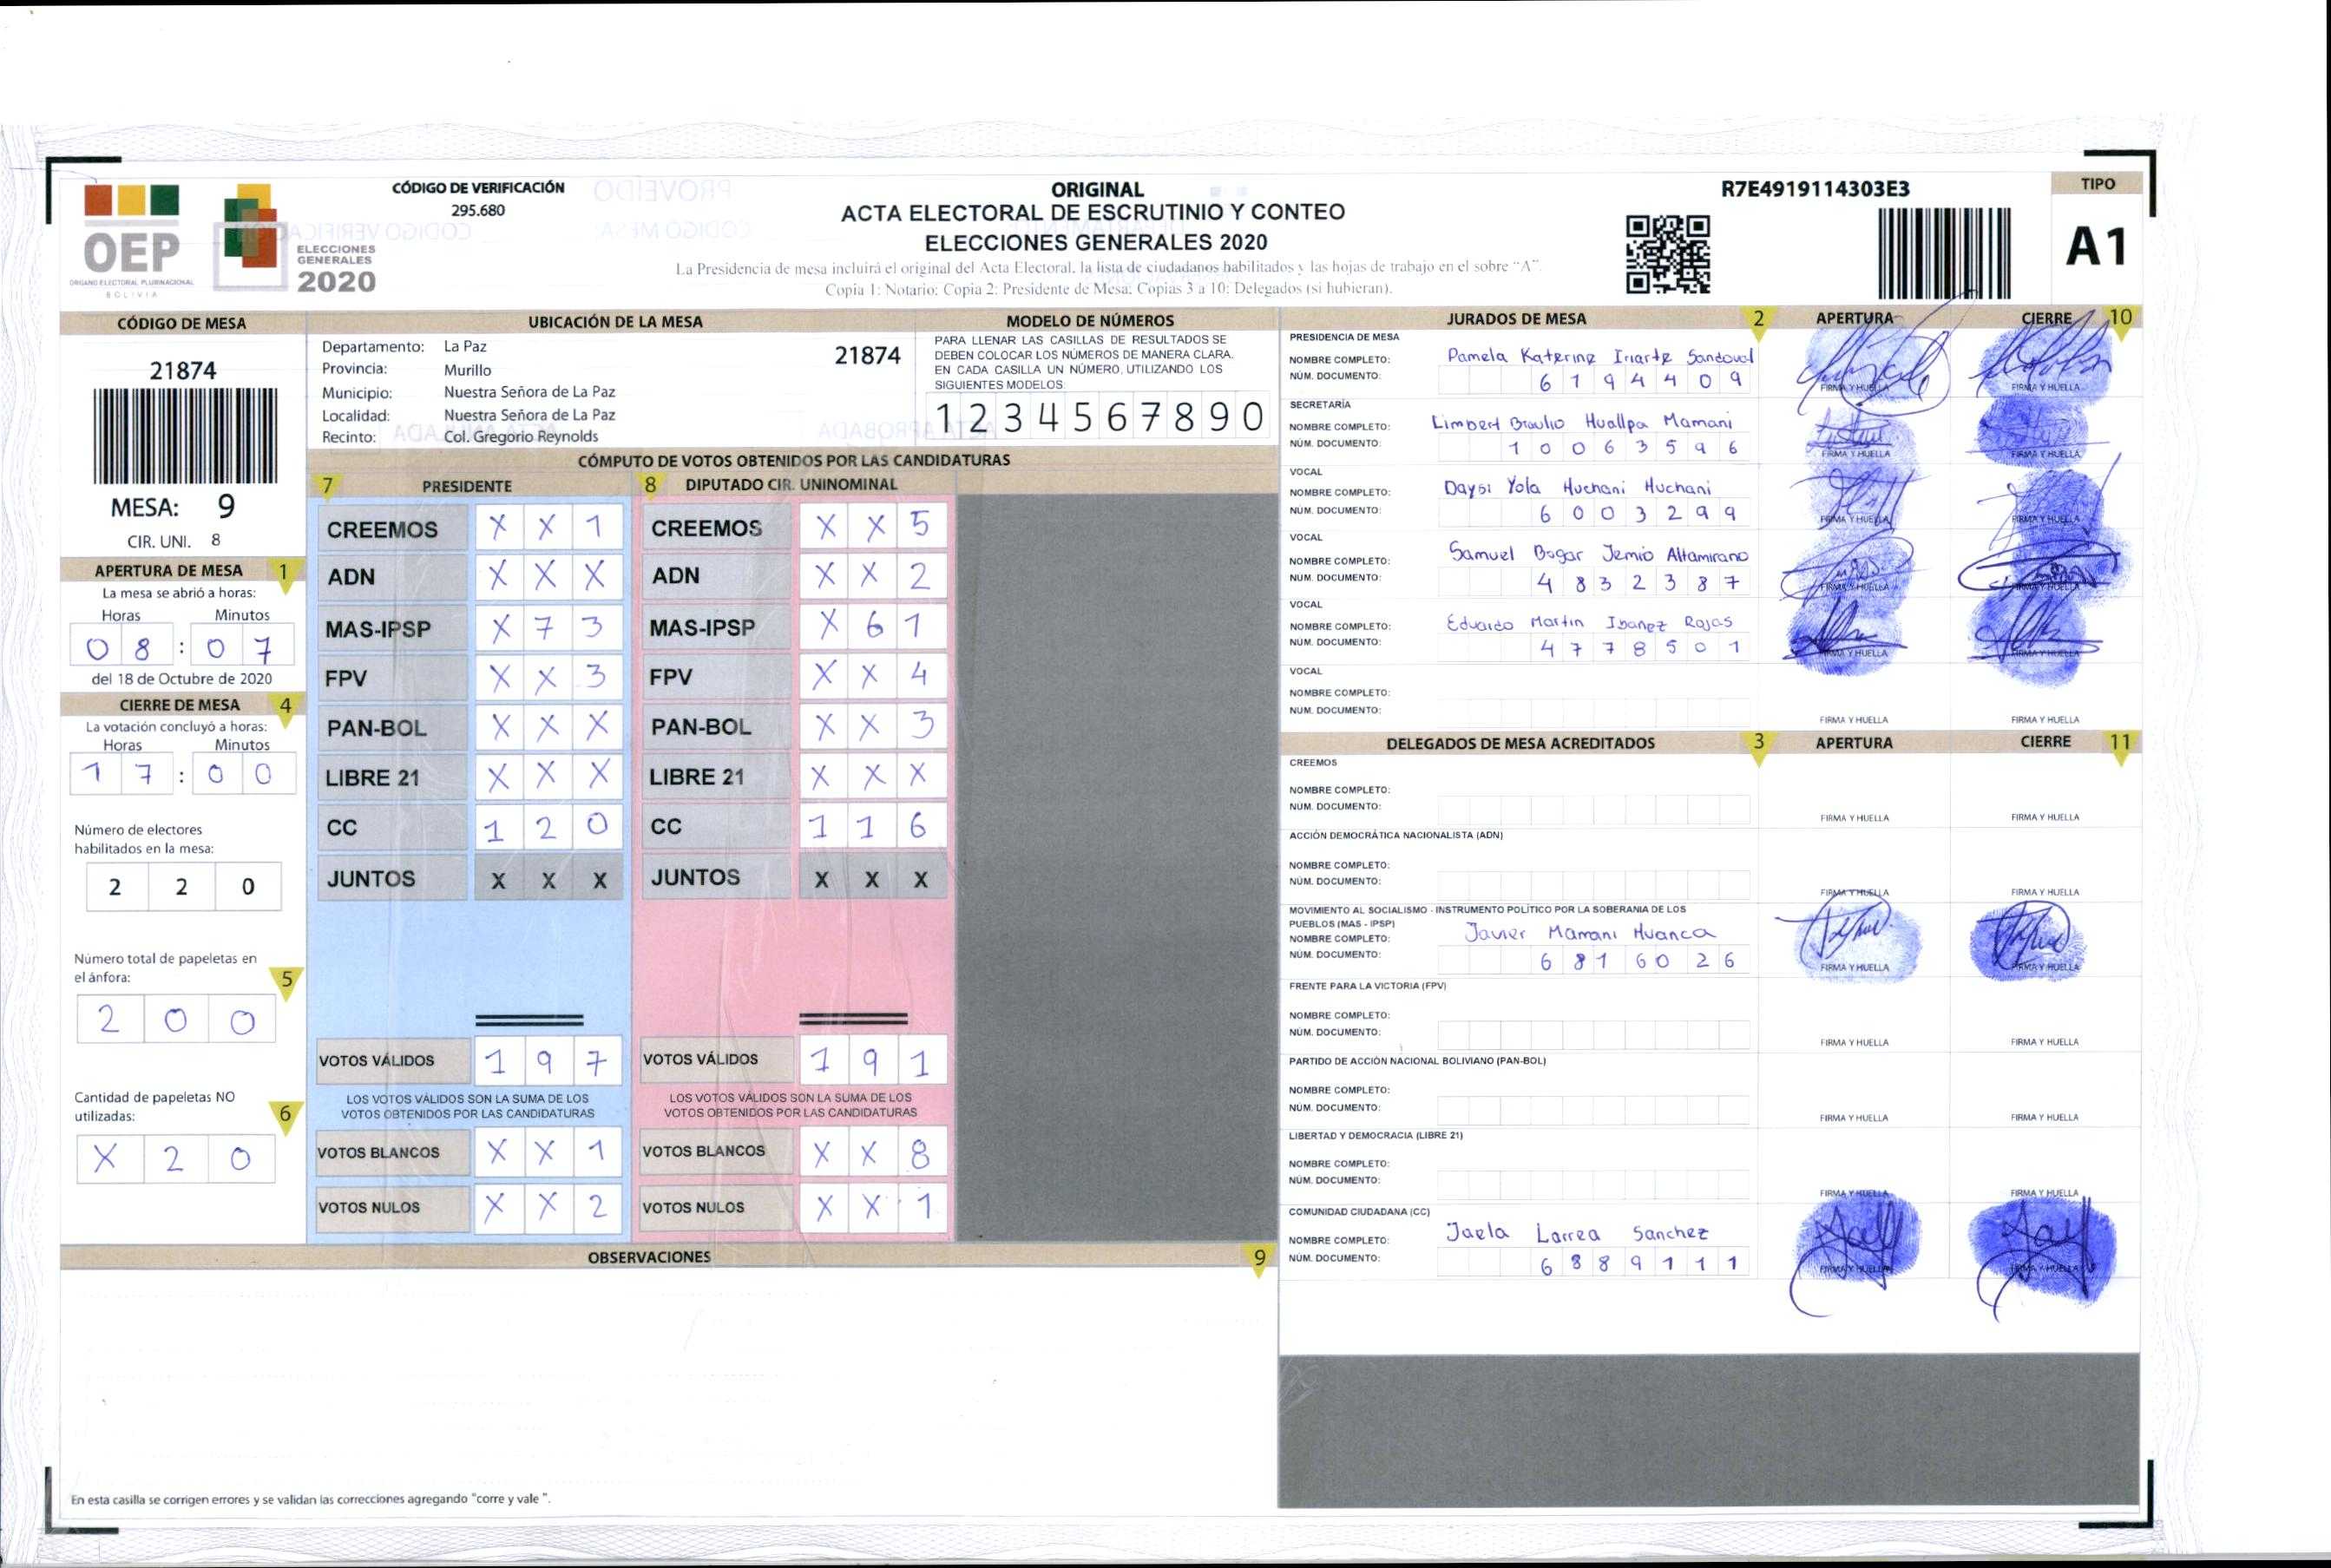 CÓDIGO DE VERIFICACIÓN
295.680
OEP
ÓRGANO ELECTORAL PLURINACIONAL
BOLIVIA
ELECCIONES
GENERALES
2020
ORIGINAL
ACTA ELECTORAL DE ESCRUTINIO Y CONTEO
ELECCIONES GENERALES 2020
La Presidencia de mesa incluirá el original del Acta Electoral, la lista de ciudadanos habilitados y las hojas de trabajo en el sobre "A".
Copia 1: Notario; Copia 2: Presidente de Mesa; Copias 3 a 10: Delegados (si hubieran).
R7E4919114303E3
TIPO
A1
CÓDIGO DE MESA
21874
MESA: 9
CIR. UNI. 8
APERTURA DE MESA 1
La mesa se abrió a horas:
Horas Minutos
0 8 : 0 7
del 18 de Octubre de 2020
CIERRE DE MESA 4
La votación concluyó a horas:
Horas Minutos
1 7 : 0 0
Número de electores
habilitados en la mesa:
2 2 0
Número total de papeletas en
el ánfora: 5
2 0 0
Cantidad de papeletas NO
utilizadas: 6
X 2 0
UBICACIÓN DE LA MESA
Departamento: La Paz
21874
Provincia: Murillo
Municipio: Nuestra Señora de La Paz
Localidad: Nuestra Señora de La Paz
Recinto: Col. Gregorio Reynolds
MODELO DE NÚMEROS
PARA LLENAR LAS CASILLAS DE RESULTADOS SE
DEBEN COLOCAR LOS NÚMEROS DE MANERA CLARA.
EN CADA CASILLA UN NÚMERO, UTILIZANDO LOS
SIGUIENTES MODELOS:
1 2 3 4 5 6 7 8 9 0
CÓMPUTO DE VOTOS OBTENIDOS POR LAS CANDIDATURAS
7 PRESIDENTE
CREEMOS X X 1
ADN X X X
MAS-IPSP X 7 3
FPV X X 3
PAN-BOL X X X
LIBRE 21 X X X
CC 1 2 0
JUNTOS X X X
VOTOS VÁLIDOS 1 9 7
LOS VOTOS VÁLIDOS SON LA SUMA DE LOS
VOTOS OBTENIDOS POR LAS CANDIDATURAS
VOTOS BLANCOS X X 1
VOTOS NULOS X X 2
8 DIPUTADO CIR. UNINOMINAL
CREEMOS X X 5
ADN X X 2
MAS-IPSP X 6 1
FPV X X 4
PAN-BOL X X 3
LIBRE 21 X X X
CC 1 1 6
JUNTOS X X X
VOTOS VÁLIDOS 1 9 1
LOS VOTOS VÁLIDOS SON LA SUMA DE LOS
VOTOS OBTENIDOS POR LAS CANDIDATURAS
VOTOS BLANCOS X X 8
VOTOS NULOS X X 1
OBSERVACIONES 9
En esta casilla se corrigen errores y se validan las correcciones agregando "corre y vale ".
JURADOS DE MESA 2 APERTURA CIERRE 10
PRESIDENCIA DE MESA
NOMBRE COMPLETO: Pamela Katerine Iriarte Sandoval
NÚM. DOCUMENTO: 6 1 9 4 4 0 9
FIRMA Y HUELLA FIRMA Y HUELLA
SECRETARÍA
NOMBRE COMPLETO: Limbert Braulio Huallpa Mamani
NÚM. DOCUMENTO: 1 0 0 6 3 5 9 6
FIRMA Y HUELLA FIRMA Y HUELLA
VOCAL
NOMBRE COMPLETO: Daysi Yola Huchani Huchani
NÚM. DOCUMENTO: 6 0 0 3 2 9 9
FIRMA Y HUELLA FIRMA Y HUELLA
VOCAL
NOMBRE COMPLETO: Samuel Bogar Jemio Altamirano
NÚM. DOCUMENTO: 4 8 3 2 3 8 7
FIRMA Y HUELLA FIRMA Y HUELLA
VOCAL
NOMBRE COMPLETO: Eduardo Martin Ibanez Rojas
NÚM. DOCUMENTO: 4 7 7 8 5 0 1
FIRMA Y HUELLA FIRMA Y HUELLA
VOCAL
NOMBRE COMPLETO:
NÚM. DOCUMENTO:
FIRMA Y HUELLA FIRMA Y HUELLA
DELEGADOS DE MESA ACREDITADOS 3 APERTURA CIERRE 11
CREEMOS
NOMBRE COMPLETO:
NÚM. DOCUMENTO:
FIRMA Y HUELLA FIRMA Y HUELLA
ACCIÓN DEMOCRÁTICA NACIONALISTA (ADN)
NOMBRE COMPLETO:
NÚM. DOCUMENTO:
FIRMA Y HUELLA FIRMA Y HUELLA
MOVIMIENTO AL SOCIALISMO - INSTRUMENTO POLÍTICO POR LA SOBERANIA DE LOS
PUEBLOS (MAS - IPSP)
NOMBRE COMPLETO: Javier Mamani Huanca
NÚM. DOCUMENTO: 6 8 1 6 0 2 6
FIRMA Y HUELLA FIRMA Y HUELLA
FRENTE PARA LA VICTORIA (FPV)
NOMBRE COMPLETO:
NÚM. DOCUMENTO:
FIRMA Y HUELLA FIRMA Y HUELLA
PARTIDO DE ACCIÓN NACIONAL BOLIVIANO (PAN-BOL)
NOMBRE COMPLETO:
NÚM. DOCUMENTO:
FIRMA Y HUELLA FIRMA Y HUELLA
LIBERTAD Y DEMOCRACIA (LIBRE 21)
NOMBRE COMPLETO:
NÚM. DOCUMENTO:
FIRMA Y HUELLA FIRMA Y HUELLA
COMUNIDAD CIUDADANA (CC)
NOMBRE COMPLETO: Jaela Larrea Sanchez
NÚM. DOCUMENTO: 6 8 8 9 1 1 1
FIRMA Y HUELLA FIRMA Y HUELLA